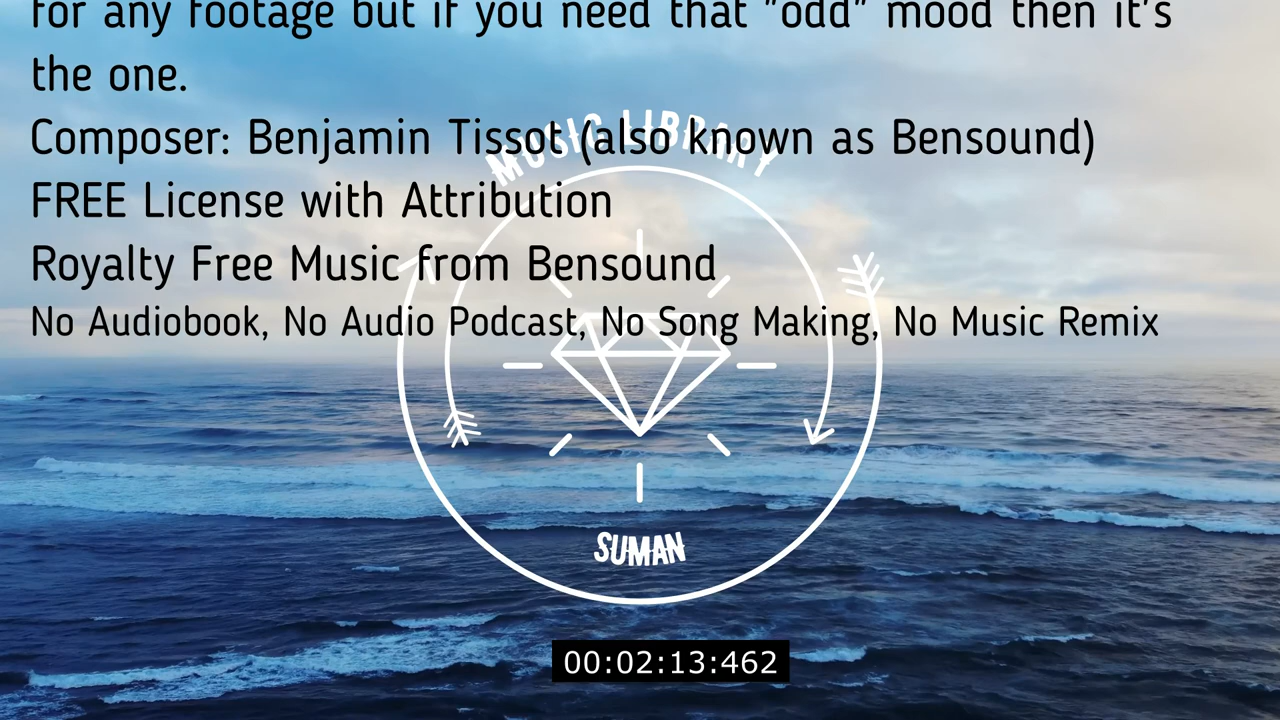 for any footage but if you need that "odd" mood then it's
the one.
MUSIC LIBRARY
Composer: Benjamin Tissot (also known as Bensound)
FREE License with Attribution
Royalty Free Music from Bensound
No Audiobook, No Audio Podcast, No Song Making, No Music Remix
SUMAN
00:02:13:462